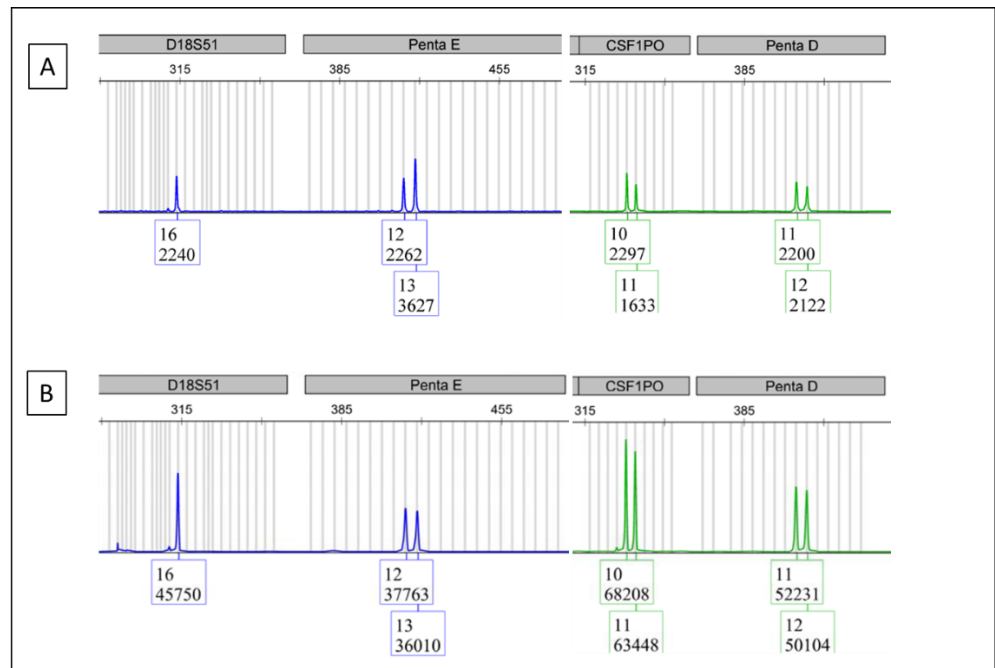 A
D18S51 Penta E CSF1PO Penta D
315 385 455 315 385
16 12 10 11
2240 2262 2297 2200
13 11 12
3627 1633 2122
B
D18S51 Penta E CSF1PO Penta D
315 385 455 315 385
16 12 10 11
45750 37763 68208 52231
13 11 12
36010 63448 50104